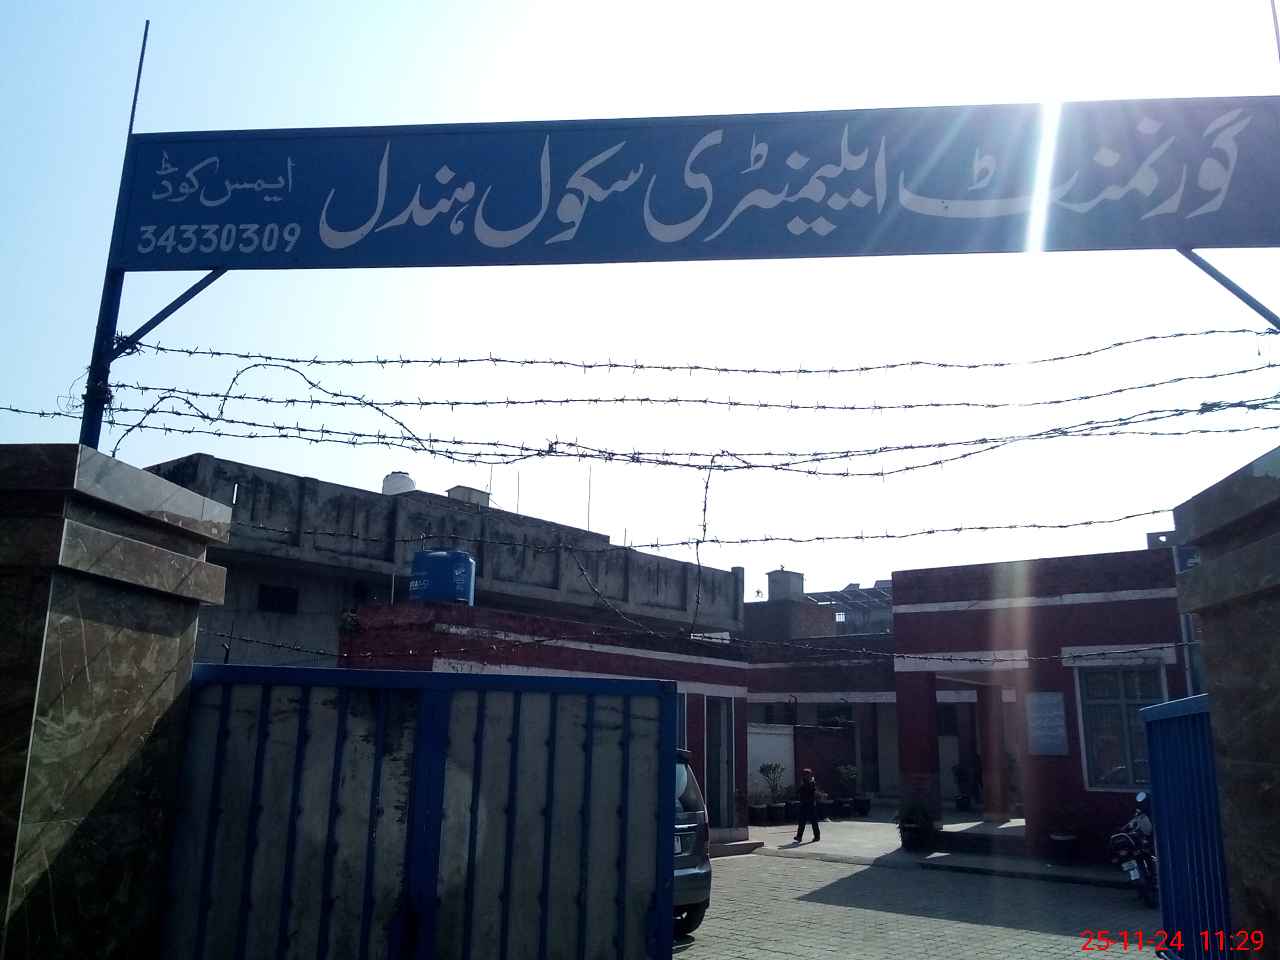 گورنمنٹ ایلیمنٹری سکول ہندل
ایمس کوڈ
34330309
25-11-24 11:29